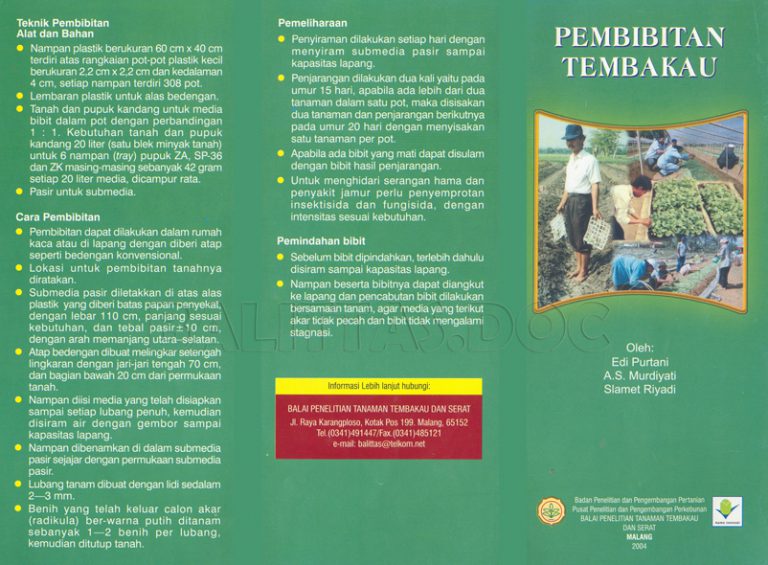 Teknik Pembibitan
Alat dan Bahan
Nampan plastik berukuran 60 cm x 40 cm
terdiri atas rangkaian pot-pot plastik kecil
berukuran 2,2 cm x 2,2 cm dan kedalaman
4 cm, setiap nampan terdiri 308 pot.
Lembaran plastik untuk alas bedengan.
Tanah dan pupuk kandang untuk media
bibit dalam pot dengan perbandingan
1 : 1. Kebutuhan tanah dan pupuk
kandang 20 liter (satu blek minyak tanah)
untuk 6 nampan (tray) pupuk ZA, SP-36
dan ZK masing-masing sebanyak 42 gram
setiap 20 liter media, dicampur rata.
Pasir untuk submedia.
Cara Pembibitan
Pembibitan dapat dilakukan dalam rumah
kaca atau di lapang dengan diberi atap
seperti bedengan konvensional.
Lokasi untuk pembibitan tanahnya
diratakan.
Submedia pasir diletakkan di atas alas
plastik yang diberi batas papan penyekal,
dengan lebar 110 cm, panjang sesuai
kebutuhan, dan tebal pasir±10 cm,
dengan arah memanjang utara–selatan.
Atap bedengan dibuat melingkar setengah
lingkaran dengan jari-jari tengah 70 cm,
dan bagian bawah 20 cm dari permukaan
tanah.
Nampan diisi media yang telah disiapkan
sampai setiap lubang penuh, kemudian
disiram air dengan gembor sampai
kapasitas lapang.
Nampan dibenamkan di dalam submedia
pasir sejajar dengan permukaan submedia
pasir.
Lubang tanam dibuat dengan lidi sedalam
2—3 mm.
Benih yang telah keluar calon akar
(radikula) ber-warna putih ditanam
sebanyak 1—2 benih per lubang,
kemudian ditutup tanah.
Pemeliharaan
Penyiraman dilakukan setiap hari dengan
menyiram submedia pasir sampai
kapasitas lapang.
Penjarangan dilakukan dua kali yaitu pada
umur 15 hari, apabila ada lebih dari dua
tanaman dalam satu pot, maka disisakan
dua tanaman dan penjarangan berikutnya
pada umur 20 hari dengan menyisakan
satu tanaman per pot.
Apabila ada bibit yang mati dapat disulam
dengan bibit hasil penjarangan.
Untuk menghidari serangan hama dan
penyakit jamur perlu penyemprotan
insektisida dan fungisida, dengan
intensitas sesuai kebutuhan.
Pemindahan bibit
Sebelum bibit dipindahkan, terlebih dahulu
disiram sampai kapasitas lapang.
Nampan beserta bibitnya dapat diangkut
ke lapang dan pencabutan bibit dilakukan
bersamaan tanam, agar media yang terikut
akar tidak pecah dan bibit tidak mengalami
stagnasi.
BALITTAS.DOC
Informasi Lebih lanjut hubungi:
BALAI PENELITIAN TANAMAN TEMBAKAU DAN SERAT
Jl. Raya Karangploso, Kotak Pos 199. Malang, 65152
Tel.(0341)491447/Fax.(0341)485121
e-mail: balittas@telkom.net
PEMBIBITAN
TEMBAKAU
Oleh:
Edi Purtani
A.S. Murdiyati
Slamet Riyadi
Badan Penelitian dan Pengembangan Pertanian
Pusat Penelitian dan Pengembangan Perkebunan
BALAI PENELITIAN TANAMAN TEMBAKAU
DAN SERAT
MALANG
2004